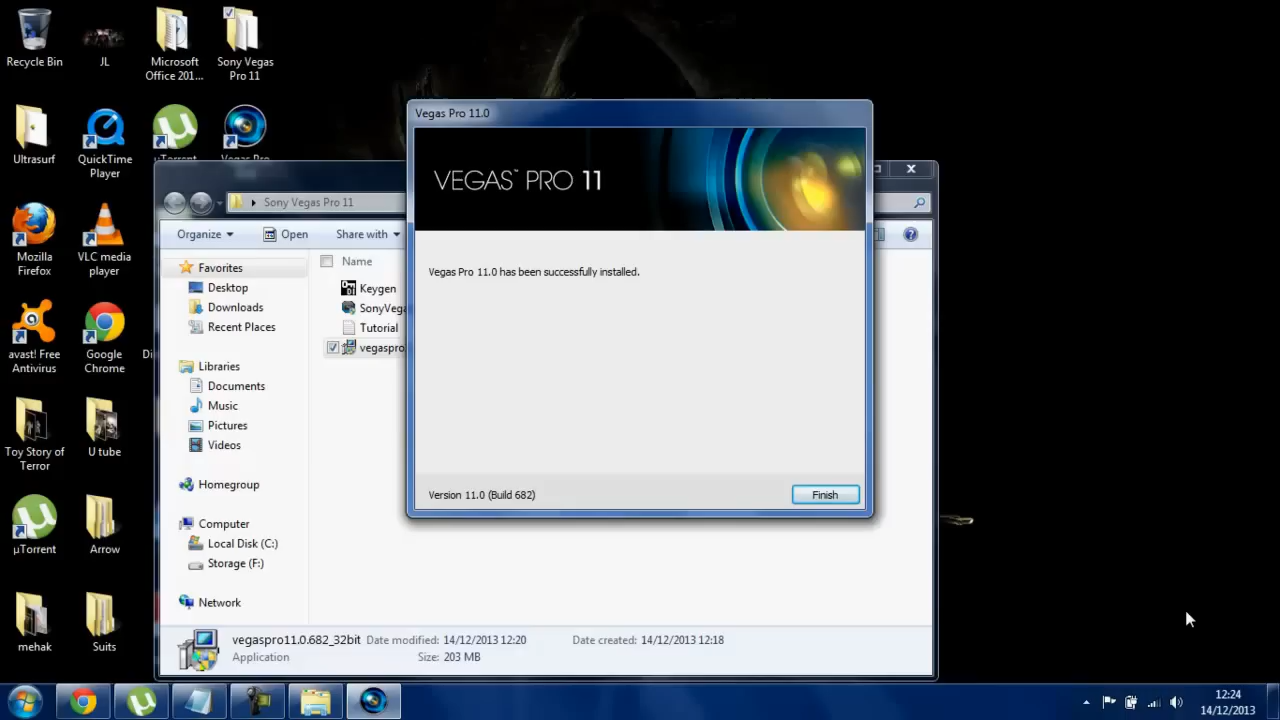 Recycle Bin
JL
Microsoft
Office 201...
Sony Vegas
Pro 11
Ultrasurf
QuickTime
Player
µTorrent
Vegas Pro
Mozilla
Firefox
VLC media
player
avast! Free
Antivirus
Google
Chrome
Toy Story of
Terror
U tube
µTorrent
Arrow
mehak
Suits
Vegas Pro 11.0
VEGAS™ PRO 11
Vegas Pro 11.0 has been successfully installed.
Version 11.0 (Build 682)
Finish
Sony Vegas Pro 11
Organize
Open
Share with
Favorites
Desktop
Downloads
Recent Places
Libraries
Documents
Music
Pictures
Videos
Homegroup
Computer
Local Disk (C:)
Storage (F:)
Network
Name
Keygen
SonyVega
Tutorial
vegaspro
vegaspro11.0.682_32bit Date modified: 14/12/2013 12:20 Date created: 14/12/2013 12:18
Application Size: 203 MB
12:24
14/12/2013